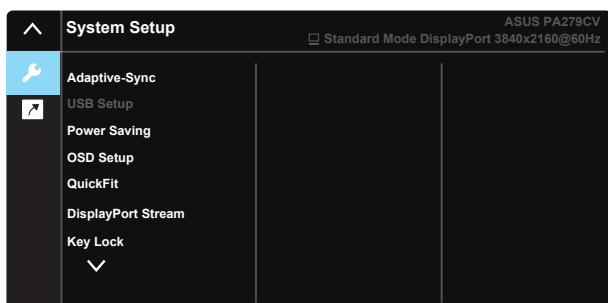 System Setup
ASUS PA279CV
Standard Mode DisplayPort 3840x2160@60Hz
Adaptive-Sync
USB Setup
Power Saving
OSD Setup
QuickFit
DisplayPort Stream
Key Lock